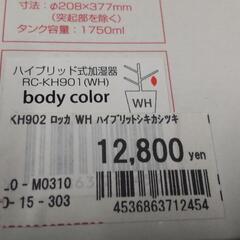 寸法：φ208×377mm
（突起部を除く）
タンク容量：1750ml
ハイブリッド式加湿器
RC-KH901(WH)
body color
WH
KH902 ロッカ WH ハイブリットシキカシツキ
12,800 yen
LO - M0310
0 - 15 - 303
4536863712454